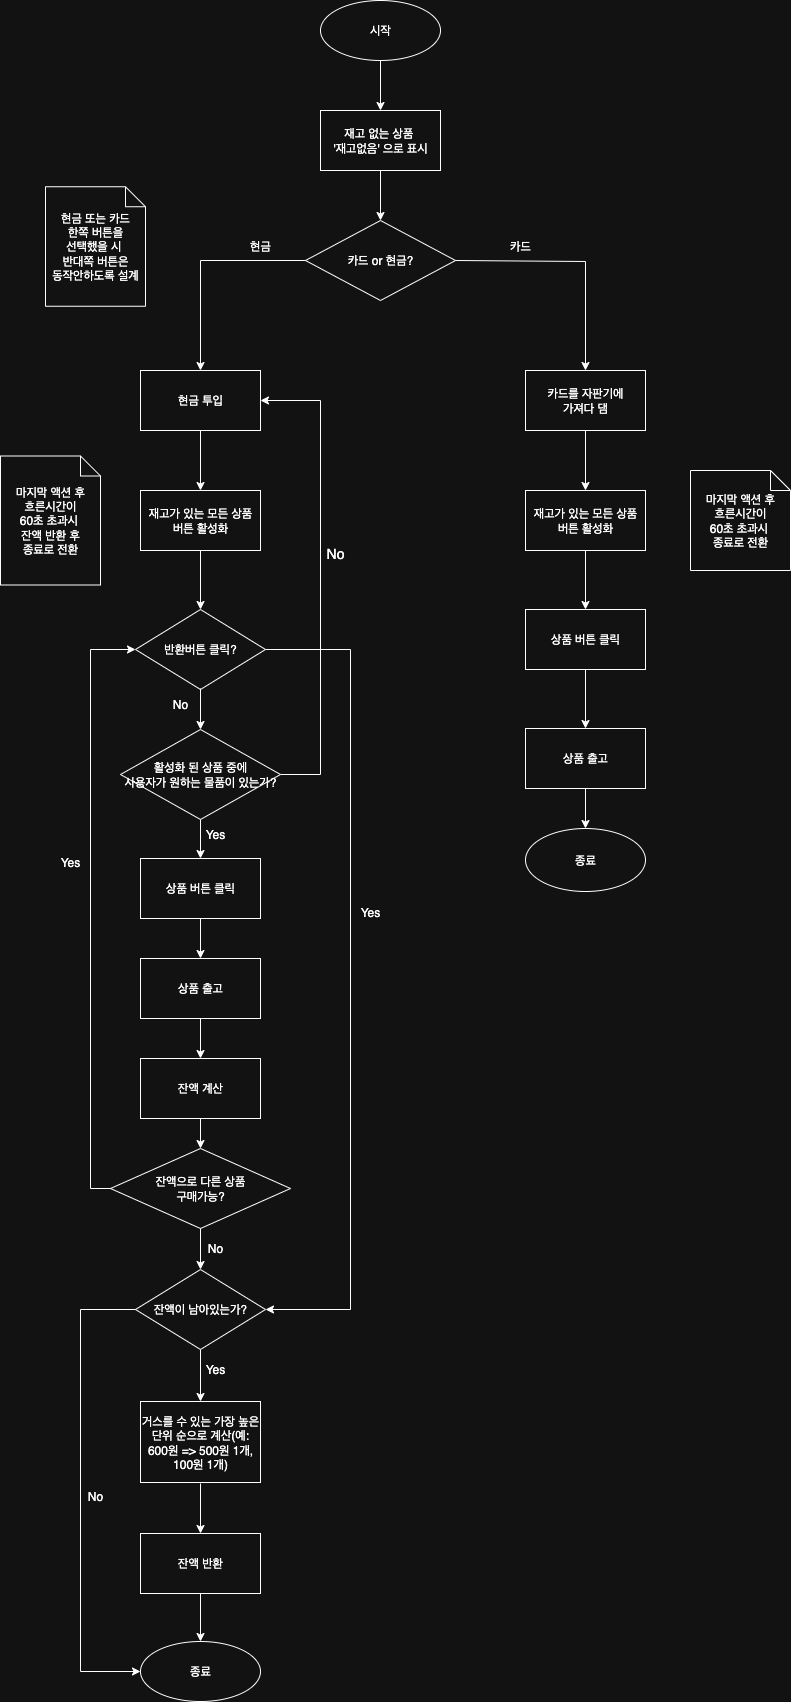 시작
재고 없는 상품
'재고없음' 으로 표시
현금 또는 카드
한쪽 버튼을
선택했을 시
반대쪽 버튼은
동작안하도록 설계
현금
카드 or 현금?
카드
현금 투입
카드를 자판기에
가져다 댐
마지막 액션 후
흐른시간이
60초 초과시
잔액 반환 후
종료로 전환
재고가 있는 모든 상품
버튼 활성화
No
재고가 있는 모든 상품
버튼 활성화
마지막 액션 후
흐른시간이
60초 초과시
종료로 전환
반환버튼 클릭?
상품 버튼 클릭
No
활성화 된 상품 중에
사용자가 원하는 물품이 있는가?
상품 출고
Yes
Yes
종료
상품 버튼 클릭
Yes
상품 출고
잔액 계산
잔액으로 다른 상품
구매가능?
No
잔액이 남아있는가?
Yes
거스를 수 있는 가장 높은
단위 순으로 계산(예:
600원 => 500원 1개,
100원 1개)
No
잔액 반환
종료